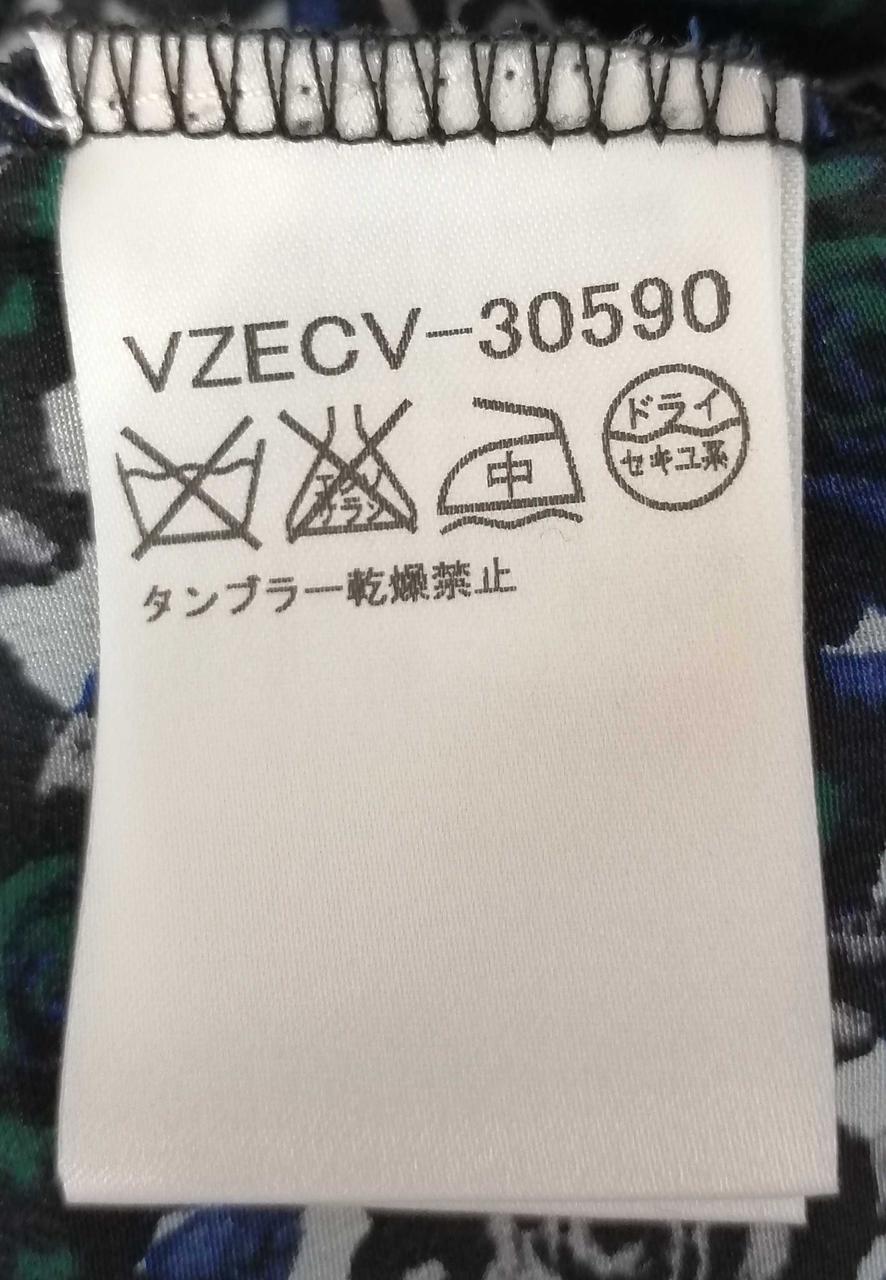 VZECV-30590
エンソ
サラシ
中
ドライ
セキユ系
タンブラー乾燥禁止